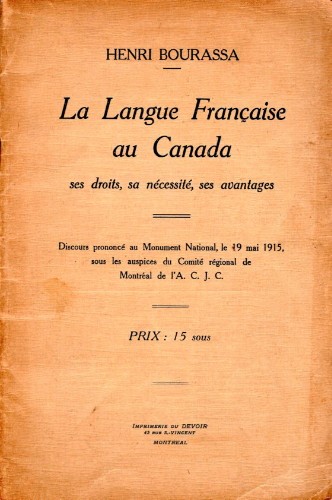 HENRI BOURASSA
La Langue Française
au Canada
ses droits, sa nécessité, ses avantages
Discours prononcé au Monument National, le 19 mai 1915,
sous les auspices du Comité régional de
Montréal de l'A. C. J. C.
PRIX : 15 sous
IMPRIMERIE DU DEVOIR
43 RUE S.-VINCENT
MONTREAL